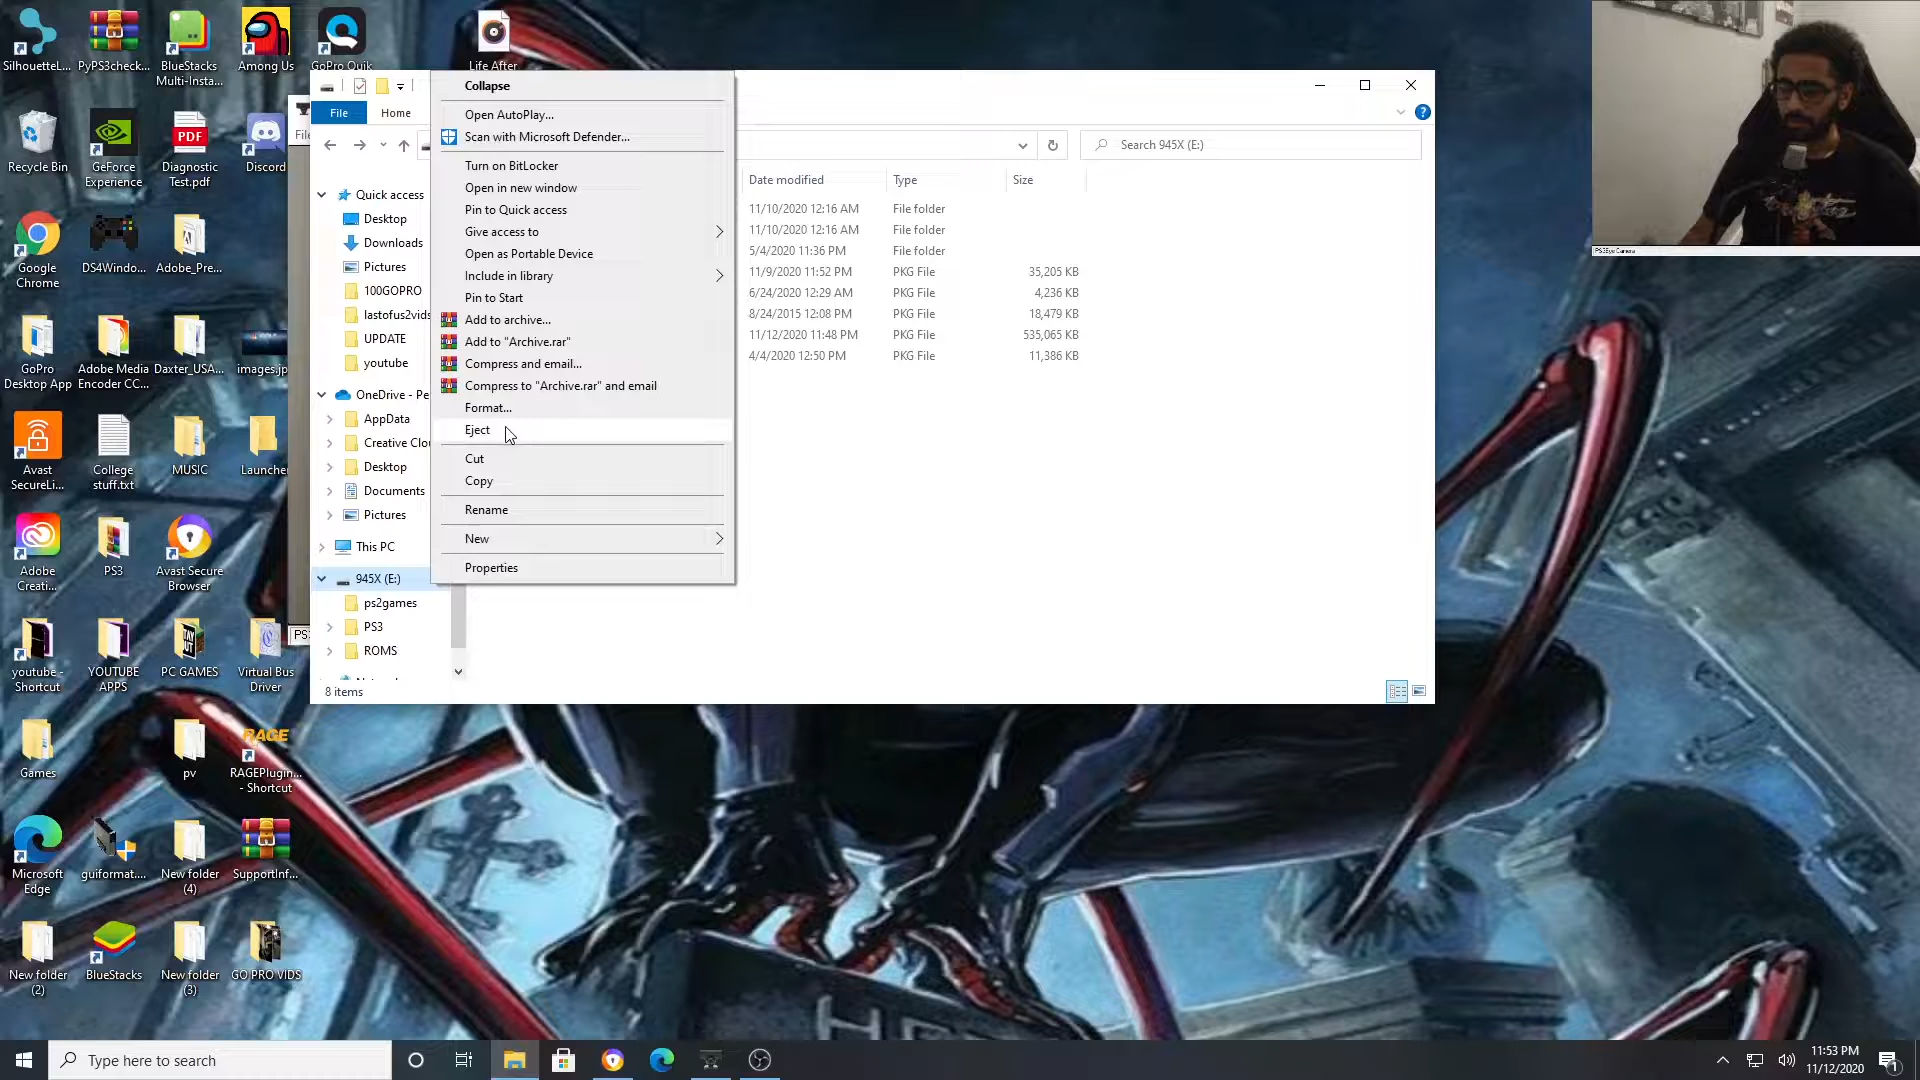 SilhouetteL...
PyPS3check...
BlueStacks
Multi-Insta...
Among Us
GoPro Quik
Life After
Recycle Bin
GeForce
Experience
PDF
Diagnostic
Test.pdf
Discord
Google
Chrome
DS4Windo...
Adobe_Pre...
GoPro
Desktop App
Adobe Media
Encoder CC...
Daxter_USA...
images.jp
Avast
SecureLi...
College
stuff.txt
MUSIC
Launcher
Adobe
Creati...
PS3
Avast Secure
Browser
youtube -
Shortcut
YOUTUBE
APPS
PC GAMES
Virtual Bus
Driver
Games
pv
RAGE
RAGEPlugin...
- Shortcut
Microsoft
Edge
guiformat....
New folder
(4)
SupportInf...
New folder
(2)
BlueStacks
New folder
(3)
GO PRO VIDS
File
Home
Search 945X (E:)
Quick access
Desktop
Downloads
Pictures
100GOPRO
lastofus2vids
UPDATE
youtube
OneDrive - Pe
AppData
Creative Clo
Desktop
Documents
Pictures
This PC
945X (E:)
ps2games
PS3
ROMS
8 items
Collapse
Open AutoPlay...
Scan with Microsoft Defender...
Turn on BitLocker
Open in new window
Pin to Quick access
Give access to
Open as Portable Device
Include in library
Pin to Start
Add to archive...
Add to "Archive.rar"
Compress and email...
Compress to "Archive.rar" and email
Format...
Eject
Cut
Copy
Rename
New
Properties
Date modified Type Size
11/10/2020 12:16 AM File folder
11/10/2020 12:16 AM File folder
5/4/2020 11:36 PM File folder
11/9/2020 11:52 PM PKG File 35,205 KB
6/24/2020 12:29 AM PKG File 4,236 KB
8/24/2015 12:08 PM PKG File 18,479 KB
11/12/2020 11:48 PM PKG File 535,065 KB
4/4/2020 12:50 PM PKG File 11,386 KB
PS3Eye Camera
Type here to search
11:53 PM
11/12/2020
1